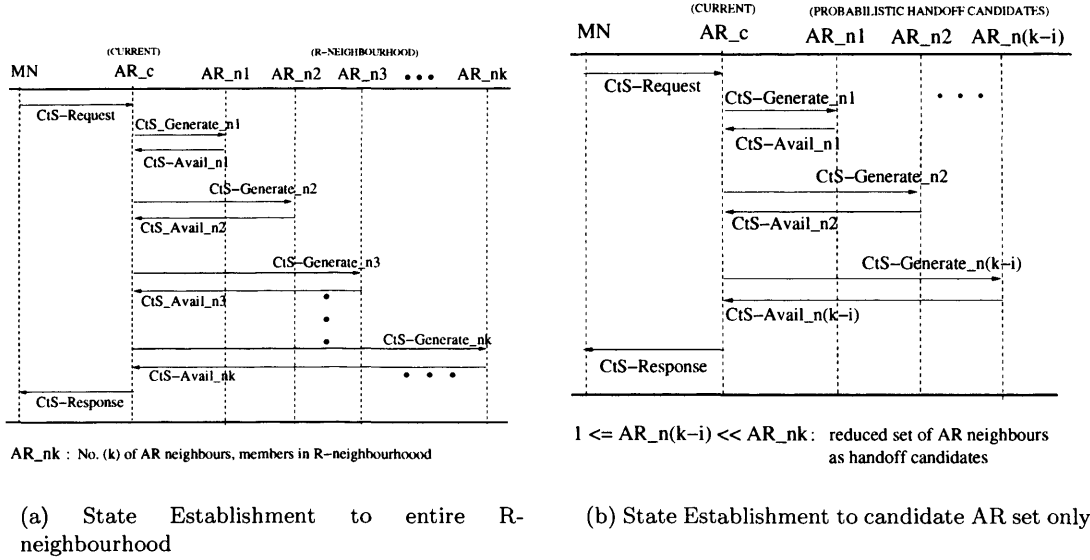 (CURRENT) (R-NEIGHBOURHOOD)
MN AR_c AR_n1 AR_n2 AR_n3 AR_nk
CtS-Request
CtS_Generate_n1
CtS-Avail_n1
CtS-Generate_n2
CtS_Avail_n2
CtS-Generate_n3
CtS_Avail_n3
CtS-Generate_nk
CtS-Avail_nk
CtS-Response
AR_nk : No. (k) of AR neighbours, members in R-neighbourhoood
(a) State Establishment to entire R-
neighbourhood
(CURRENT) (PROBABILISTIC HANDOFF CANDIDATES)
MN AR_c AR_n1 AR_n2 AR_n(k-i)
CtS-Request
CtS-Generate_n1
CtS-Avail_n1
CtS-Generate_n2
CtS-Avail_n2
CtS-Generate_n(k-i)
CtS-Avail_n(k-i)
CtS-Response
1 <= AR_n(k-i) << AR_nk : reduced set of AR neighbours
as handoff candidates
(b) State Establishment to candidate AR set only